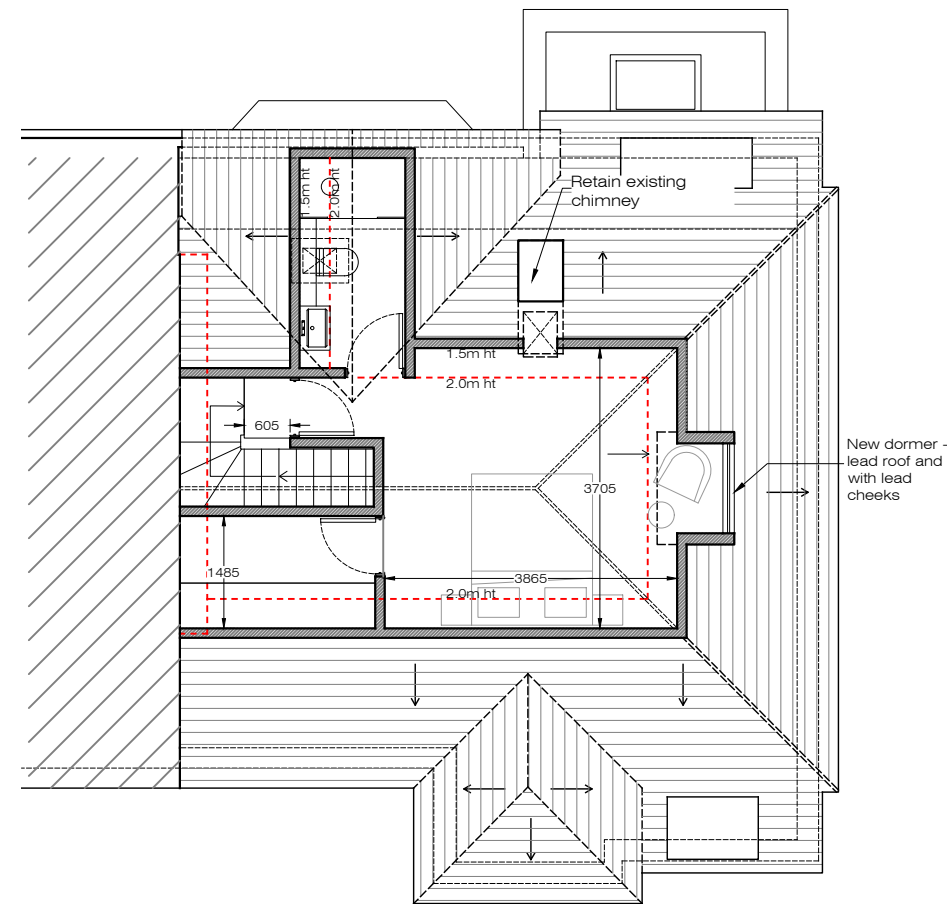 Retain existing
chimney
1.5m ht
2.0m ht
1.5m ht
2.0m ht
605
New dormer -
lead roof and
with lead
cheeks
3705
1485
3865
2.0m ht